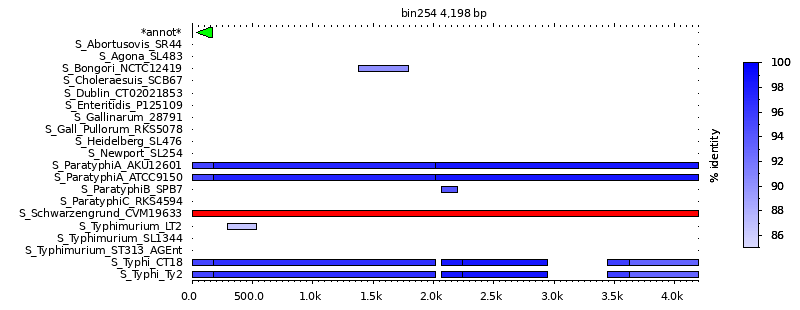 bin254 4,198 bp
*annot*
S_Abortusovis_SR44
S_Agona_SL483
S_Bongori_NCTC12419
S_Choleraesuis_SCB67
S_Dublin_CT02021853
S_Enteritidis_P125109
S_Gallinarum_28791
S_Gall_Pullorum_RKS5078
S_Heidelberg_SL476
S_Newport_SL254
S_ParatyphiA_AKU12601
S_ParatyphiA_ATCC9150
S_ParatyphiB_SPB7
S_ParatyphiC_RKS4594
S_Schwarzengrund_CVM19633
S_Typhimurium_LT2
S_Typhimurium_SL1344
S_Typhimurium_ST313_AGEnt
S_Typhi_CT18
S_Typhi_Ty2
0.0 500.0 1.0k 1.5k 2.0k 2.5k 3.0k 3.5k 4.0k
% identity
100
98
96
94
92
90
88
86